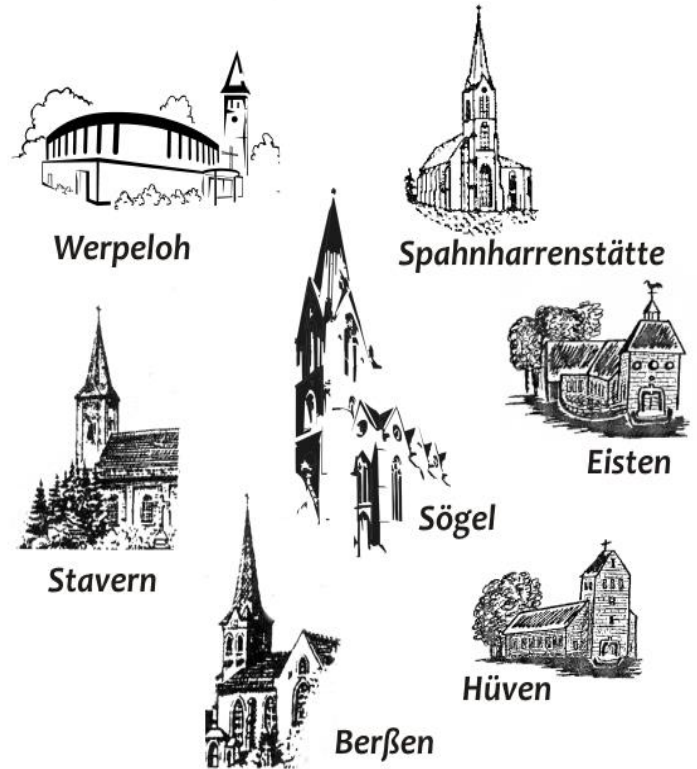 Werpeloh
Spahnharrenstätte
Eisten
Sögel
Stavern
Hüven
Berßen